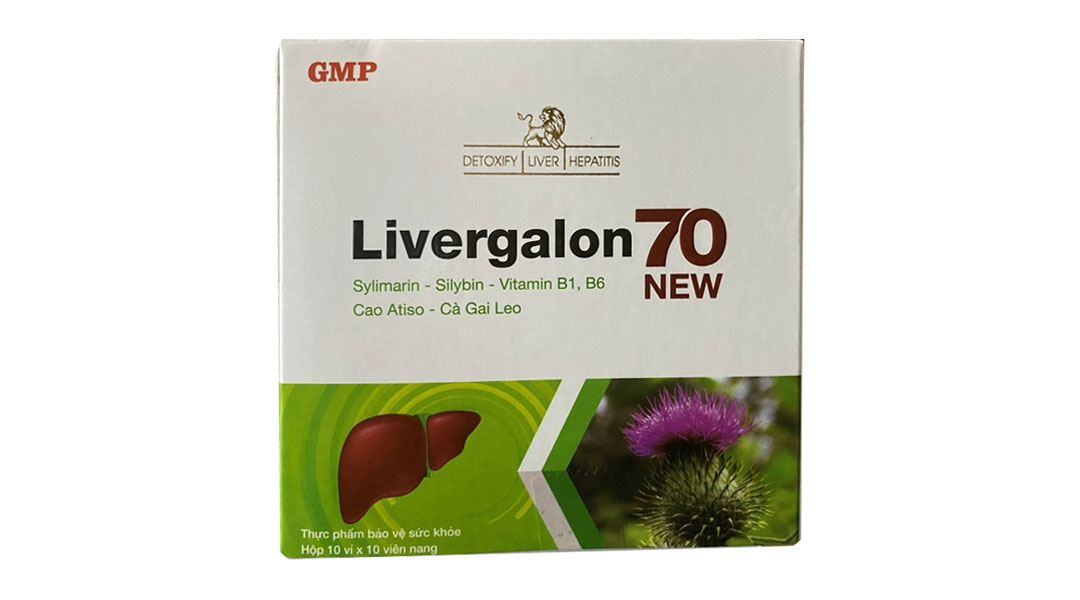 GMP
DETOXIFY LIVER HEPATITIS
Livergalon 70
NEW
Sylimarin - Silybin - Vitamin B1, B6
Cao Atiso - Cà Gai Leo
Thực phẩm bảo vệ sức khỏe
Hộp 10 vỉ x 10 viên nang